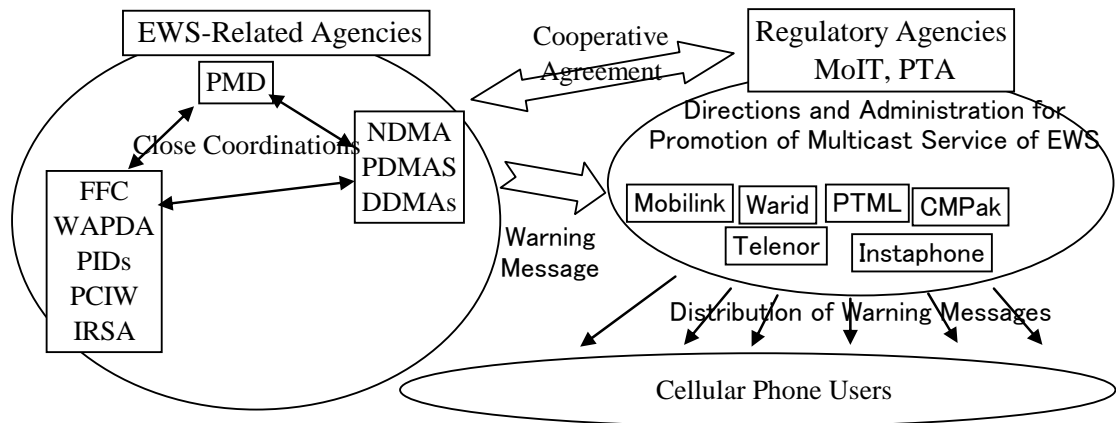 EWS-Related Agencies
PMD
Close Coordinations
NDMA
PDMAS
DDMAs
FFC
WAPDA
PIDs
PCIW
IRSA
Cooperative
Agreement
Warning
Message
Regulatory Agencies
MoIT, PTA
Directions and Administration for
Promotion of Multicast Service of EWS
Mobilink Warid PTML CMPak
Telenor Instaphone
Distribution of Warning Messages
Cellular Phone Users